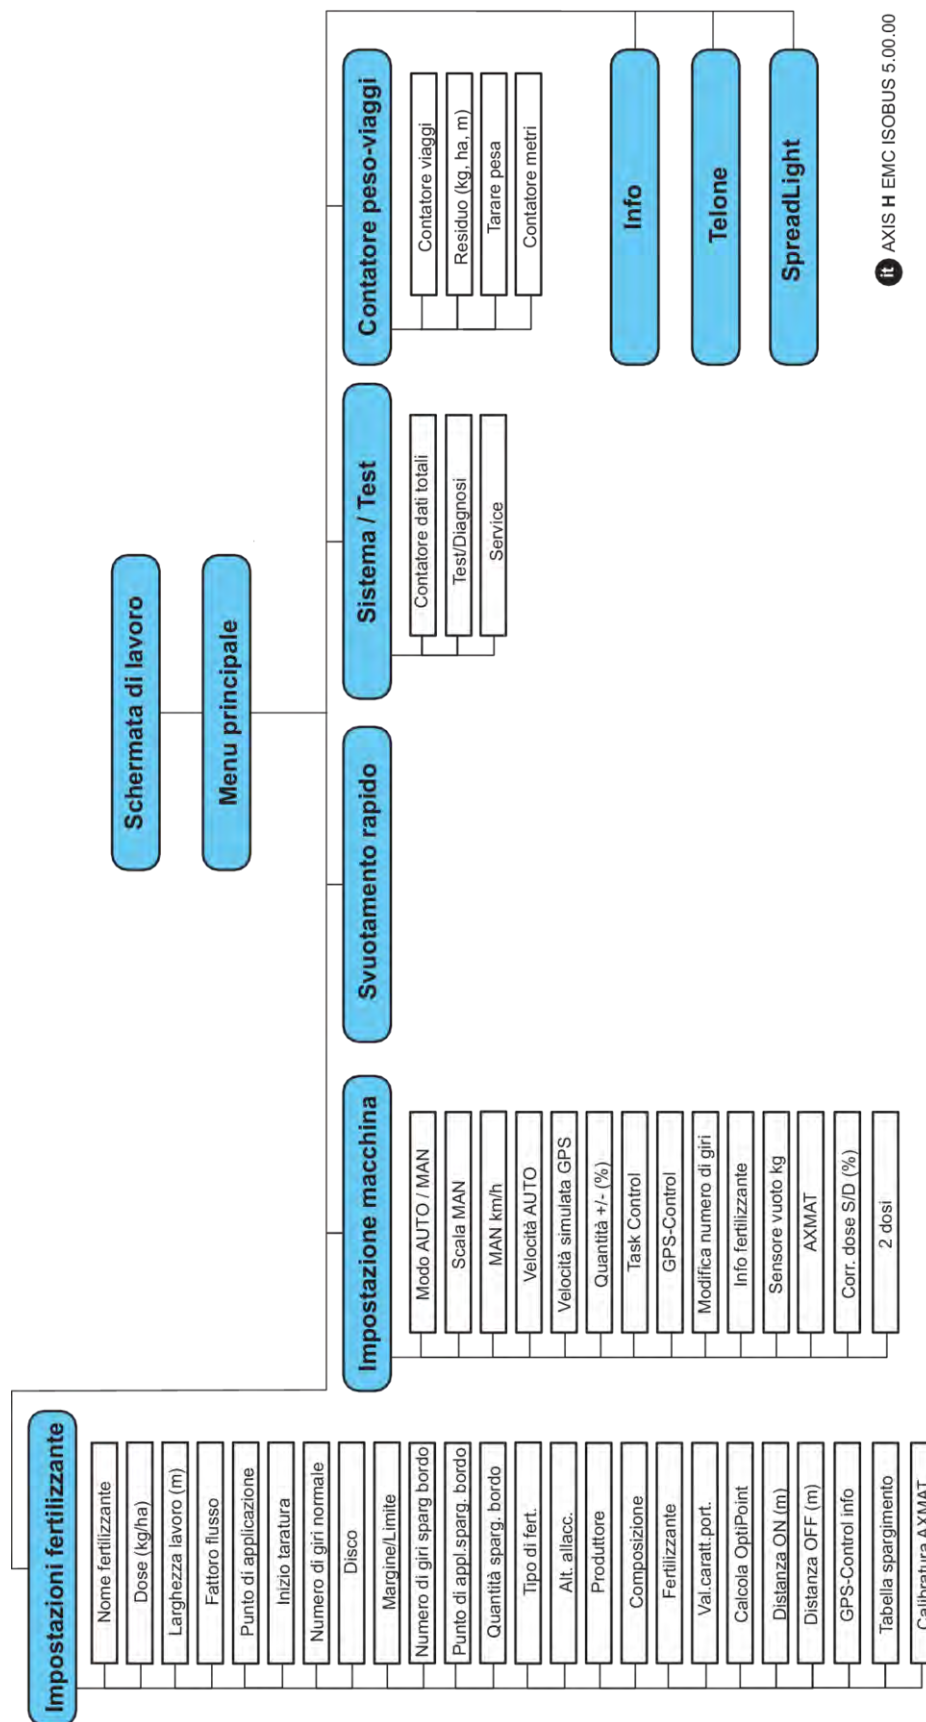 Schermata di lavoro
Menu principale
Impostazioni fertilizzante
Nome fertilizzante
Dose (kg/ha)
Larghezza lavoro (m)
Fattoro flusso
Punto di applicazione
Inizio taratura
Numero di giri normale
Disco
Margine/Limite
Numero di giri sparg bordo
Punto di appl.sparg. bordo
Quantità sparg. bordo
Tipo di fert.
Alt. allacc.
Produttore
Composizione
Fertilizzante
Val.caratt.port.
Calcola OptiPoint
Distanza ON (m)
Distanza OFF (m)
GPS-Control info
Tabella spargimento
Calibratura AXMAT
Impostazione macchina
Modo AUTO / MAN
Scala MAN
MAN km/h
Velocità AUTO
Velocità simulata GPS
Quantità +/- (%)
Task Control
GPS-Control
Modifica numero di giri
Info fertilizzante
Sensore vuoto kg
AXMAT
Corr. dose S/D (%)
2 dosi
Svuotamento rapido
Sistema / Test
Contatore dati totali
Test/Diagnosi
Service
Contatore peso-viaggi
Contatore viaggi
Residuo (kg, ha, m)
Tarare pesa
Contatore metri
Info
Telone
SpreadLight
it AXIS H EMC ISOBUS 5.00.00